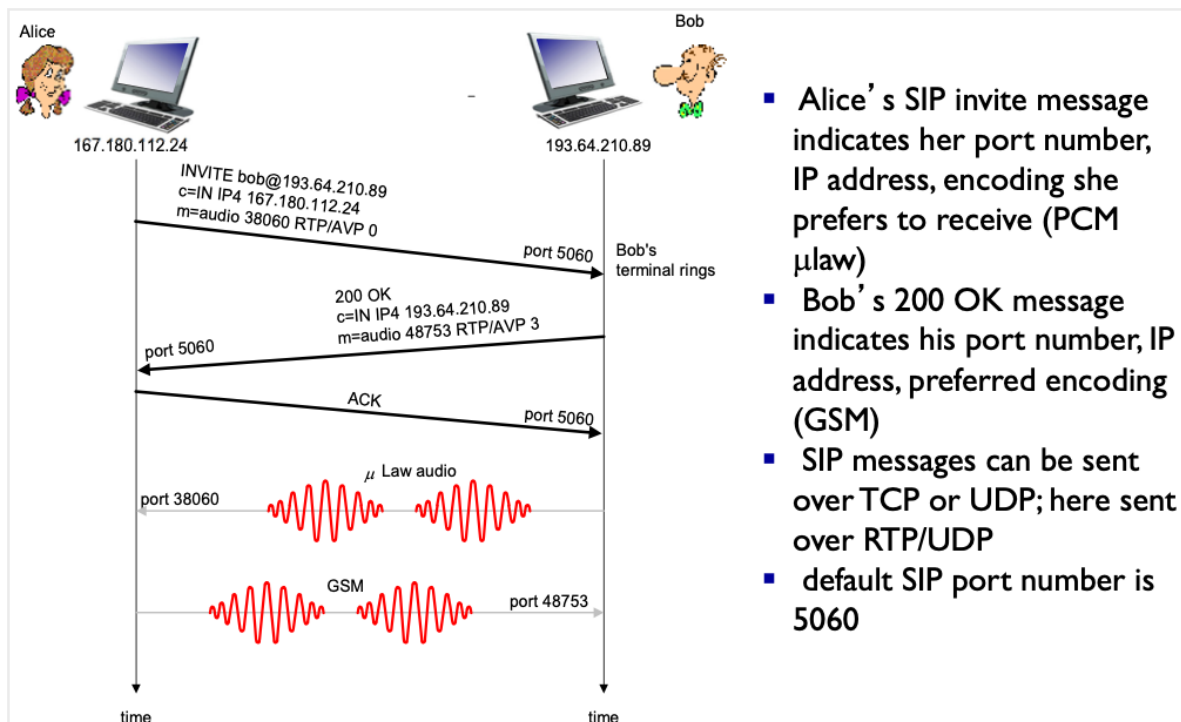 Alice
Bob
167.180.112.24
193.64.210.89
INVITE bob@193.64.210.89
c=IN IP4 167.180.112.24
m=audio 38060 RTP/AVP 0
port 5060
Bob's
terminal rings
200 OK
c=IN IP4 193.64.210.89
m=audio 48753 RTP/AVP 3
port 5060
ACK
port 5060
μ Law audio
port 38060
GSM
port 48753
time
time
▪ Alice’s SIP invite message
indicates her port number,
IP address, encoding she
prefers to receive (PCM
μlaw)
▪ Bob’s 200 OK message
indicates his port number, IP
address, preferred encoding
(GSM)
▪ SIP messages can be sent
over TCP or UDP; here sent
over RTP/UDP
▪ default SIP port number is
5060